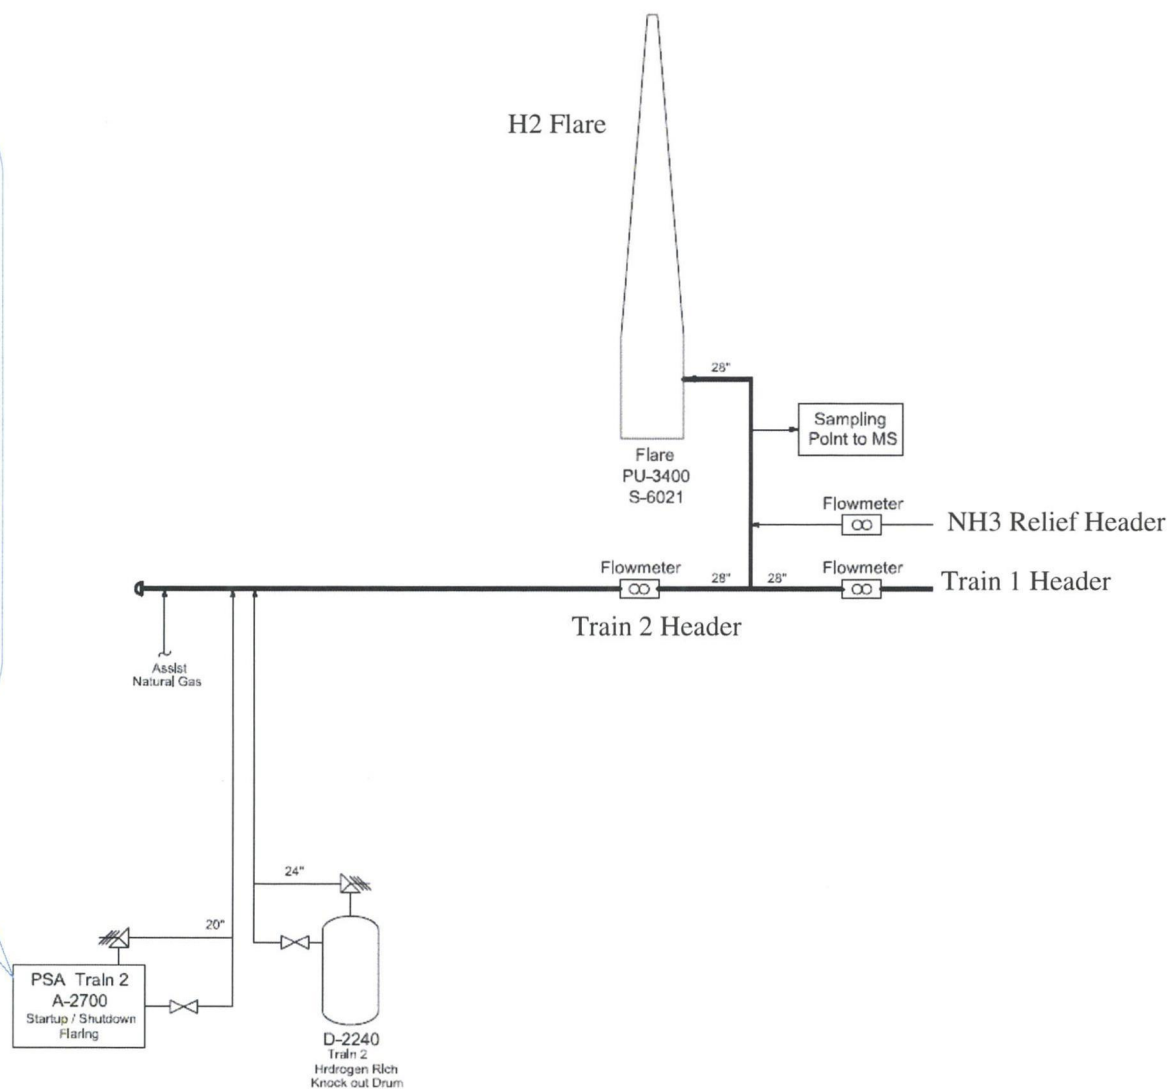 H2 Flare
28"
Sampling
Point to MS
Flare
PU-3400
S-6021
Flowmeter
NH3 Relief Header
Flowmeter
28"
28"
Flowmeter
Train 1 Header
Train 2 Header
Assist
Natural Gas
24"
20"
PSA Train 2
A-2700
Startup / Shutdown
Flaring
D-2240
Train 2
Hrdrogen Rich
Knock out Drum